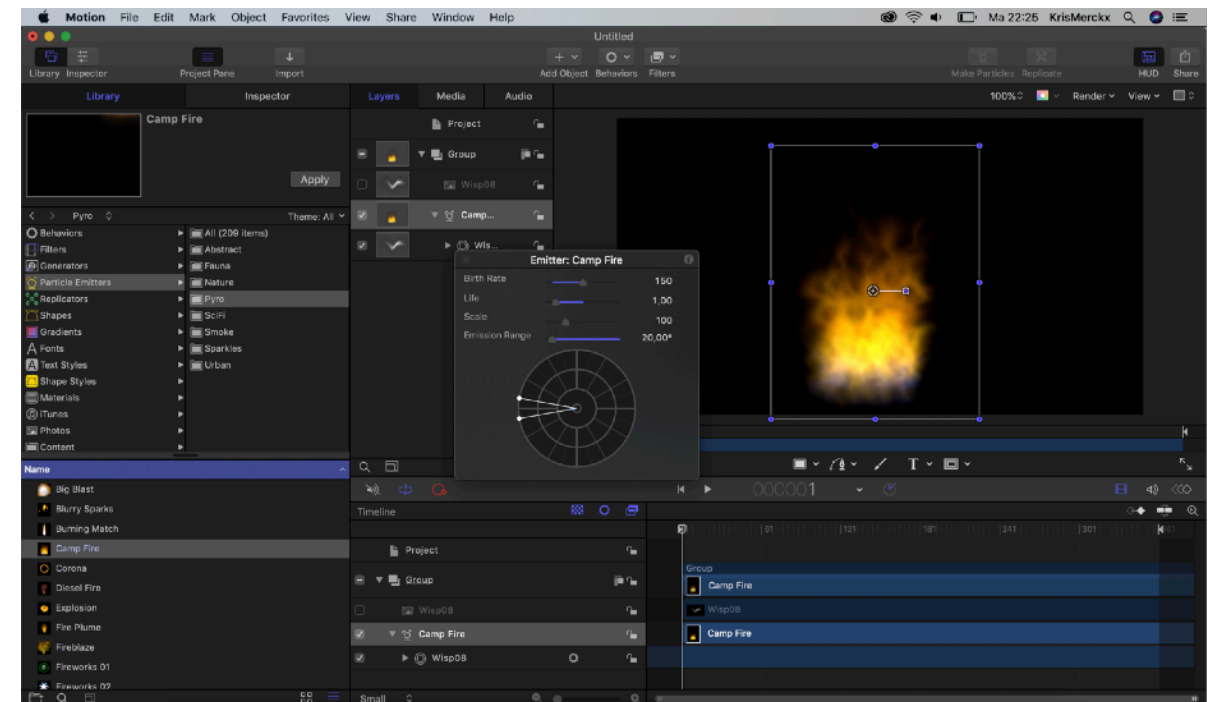 Motion File Edit Mark Object Favorites View Share Window Help Ma 22:25 KrisMerckx
Untitled
Library Inspector Project Pane Import Add Object Behaviors Filters Make Particles Replicate HUD Share
Library Inspector Layers Media Audio 100% Render View
Camp Fire
Apply
Project
Group
Wisp08
Camp...
Wis...
Pyro Theme: All
Behaviors
Filters
Generators
Particle Emitters
Replicators
Shapes
Gradients
Fonts
Text Styles
Shape Styles
Materials
iTunes
Photos
Content
All (209 items)
Abstract
Fauna
Nature
Pyro
SciFi
Smoke
Sparkles
Urban
Emitter: Camp Fire
Birth Rate 150
Life 1,00
Scale 100
Emission Range 20,00°
T
Name
Big Blast
Blurry Sparks
Burning Match
Camp Fire
Corona
Diesel Fire
Explosion
Fire Plume
Fireblaze
Fireworks 01
Fireworks 02
000001
Timeline
61 121 181 241 301
Project
Group
Wisp08
Camp Fire
Wisp08
Group
Camp Fire
Wisp08
Camp Fire
Small